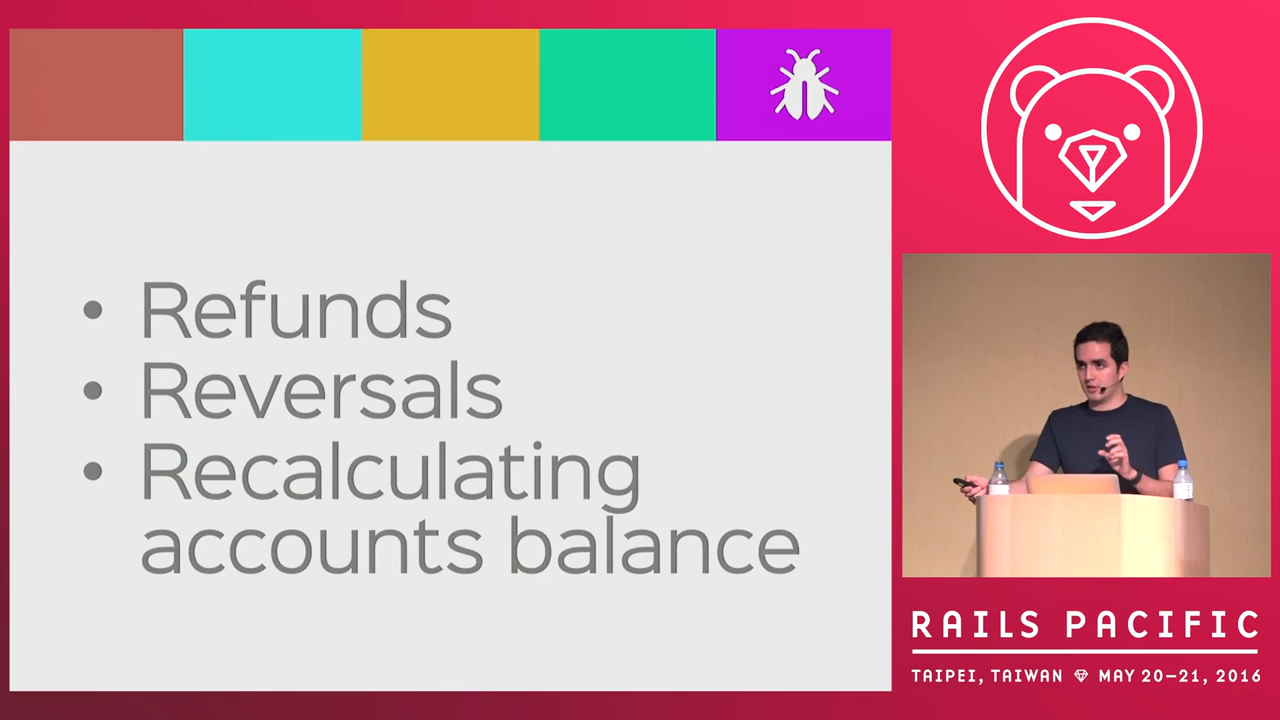 • Refunds
• Reversals
• Recalculating
accounts balance
RAILS PACIFIC
TAIPEI, TAIWAN MAY 20–21, 2016